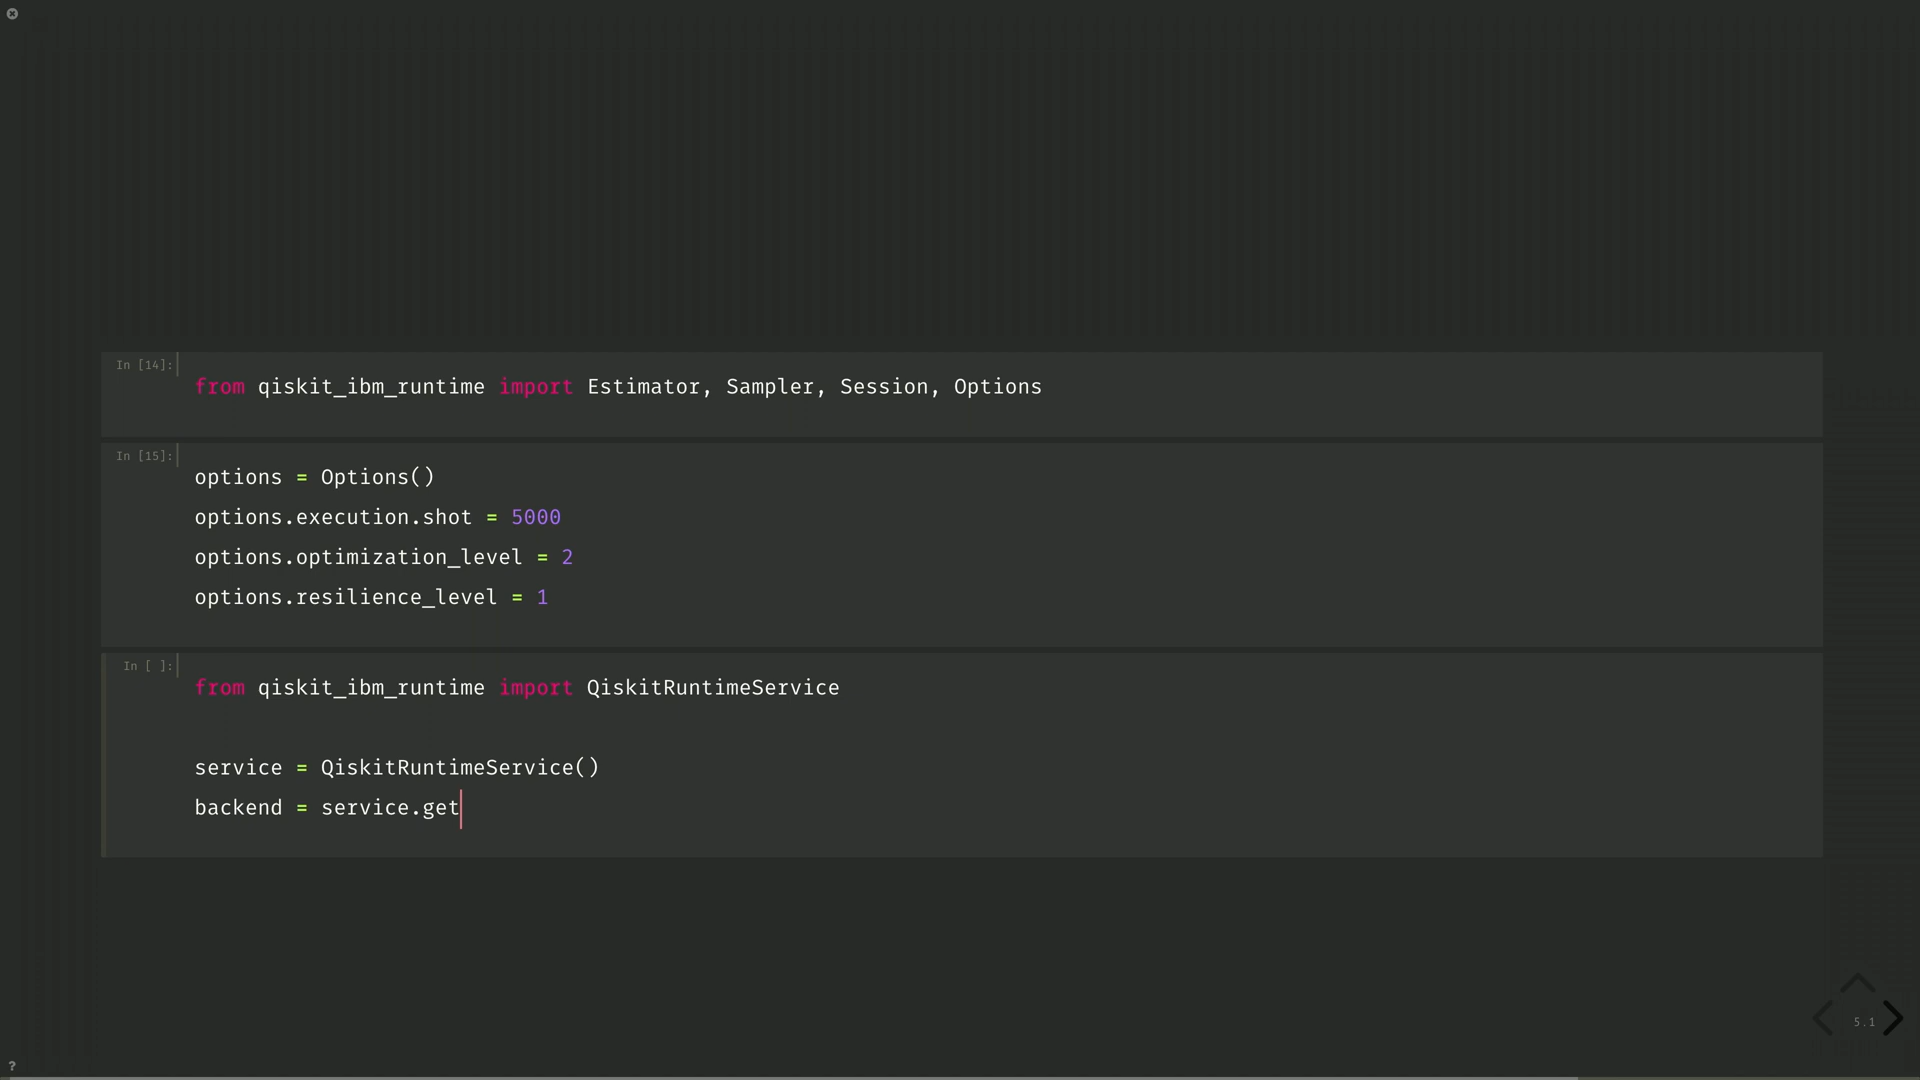 In [14]:
from qiskit_ibm_runtime import Estimator, Sampler, Session, Options
In [15]:
options = Options()
options.execution.shot = 5000
options.optimization_level = 2
options.resilience_level = 1
In [ ]:
from qiskit_ibm_runtime import QiskitRuntimeService
service = QiskitRuntimeService()
backend = service.get
5.1
?